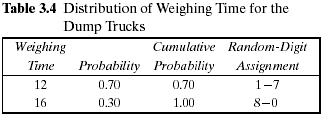 Table 3.4 Distribution of Weighing Time for the
Dump Trucks
Weighing Cumulative Random-Digit
Time Probability Probability Assignment
12 0.70 0.70 1–7
16 0.30 1.00 8–0